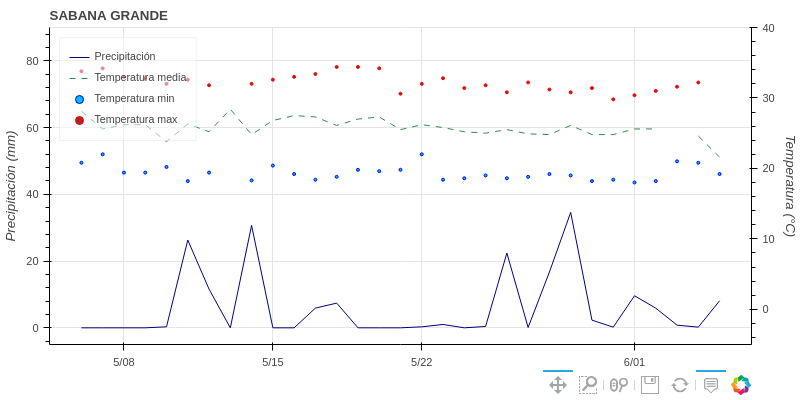 SABANA GRANDE
Precipitación
Temperatura media
Temperatura min
Temperatura max
80
60
40
20
0
40
30
20
10
0
Precipitación (mm)
Temperatura (°C)
5/08
5/15
5/22
6/01